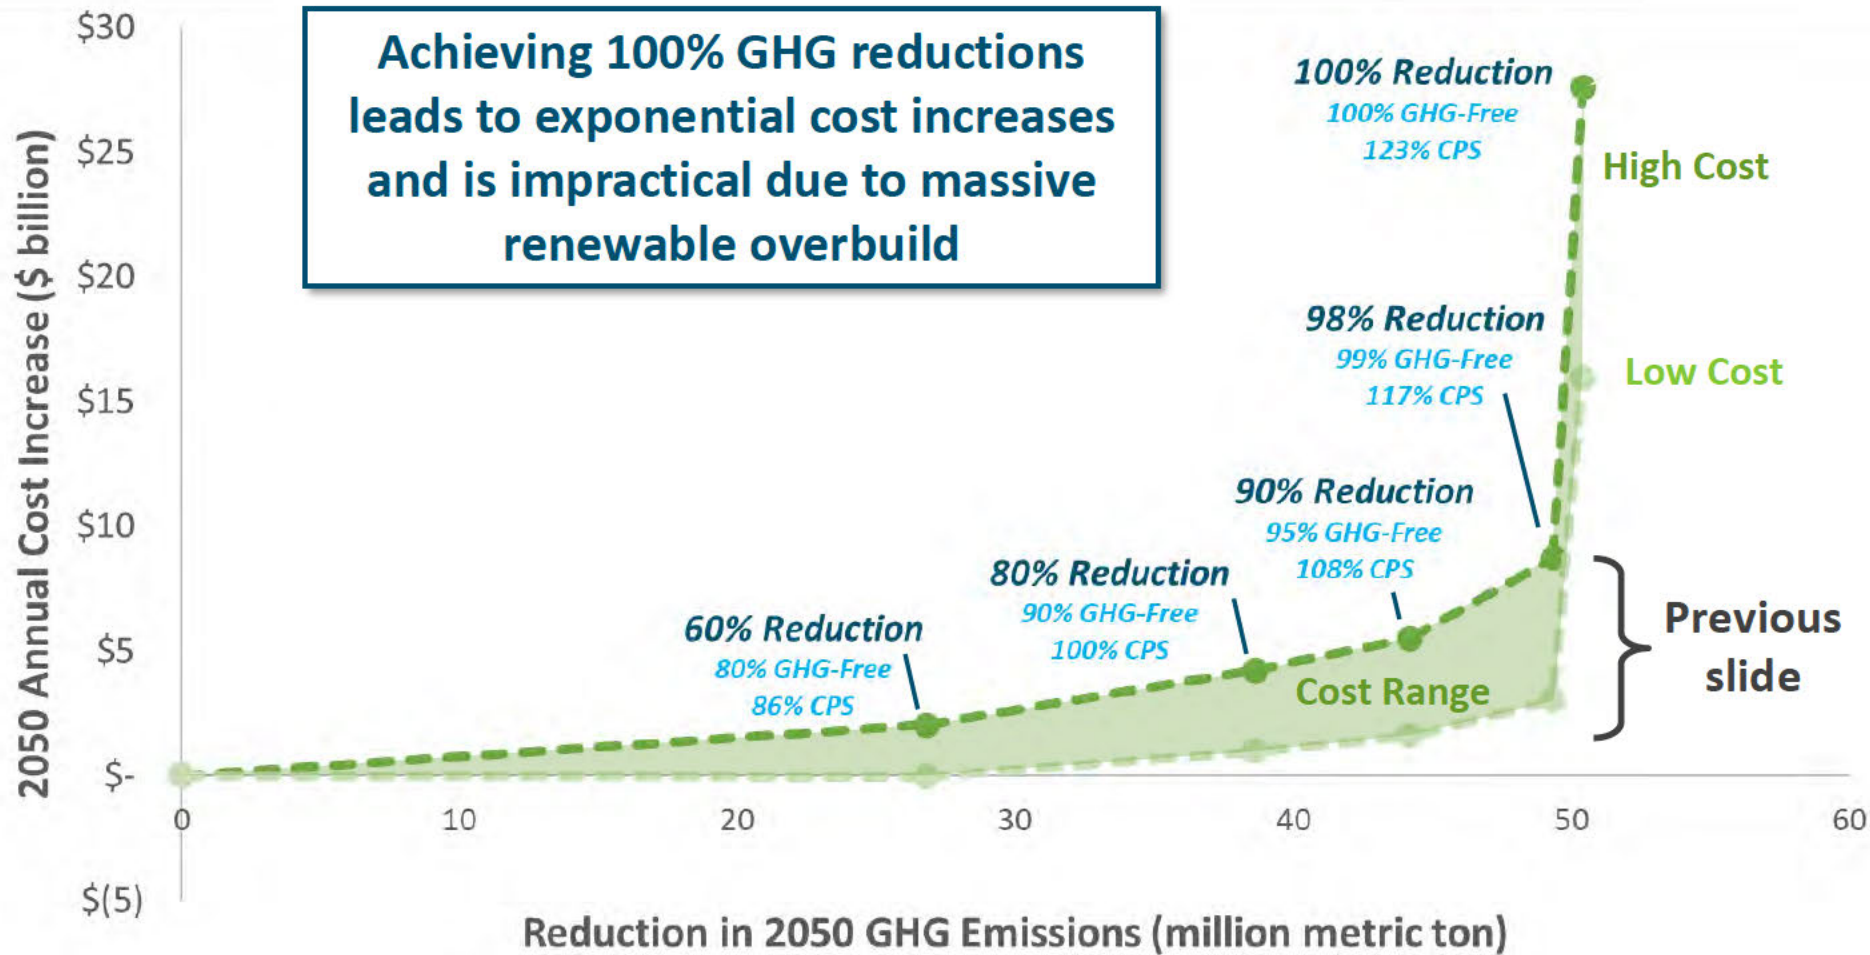 2050 Annual Cost Increase ($ billion)
$30
$25
$20
$15
$10
$5
$-
$(5)
Achieving 100% GHG reductions
leads to exponential cost increases
and is impractical due to massive
renewable overbuild
100% Reduction
100% GHG-Free
123% CPS
High Cost
98% Reduction
99% GHG-Free
117% CPS
Low Cost
90% Reduction
95% GHG-Free
108% CPS
80% Reduction
90% GHG-Free
100% CPS
60% Reduction
80% GHG-Free
86% CPS
Cost Range
Previous
slide
0 10 20 30 40 50 60
Reduction in 2050 GHG Emissions (million metric ton)